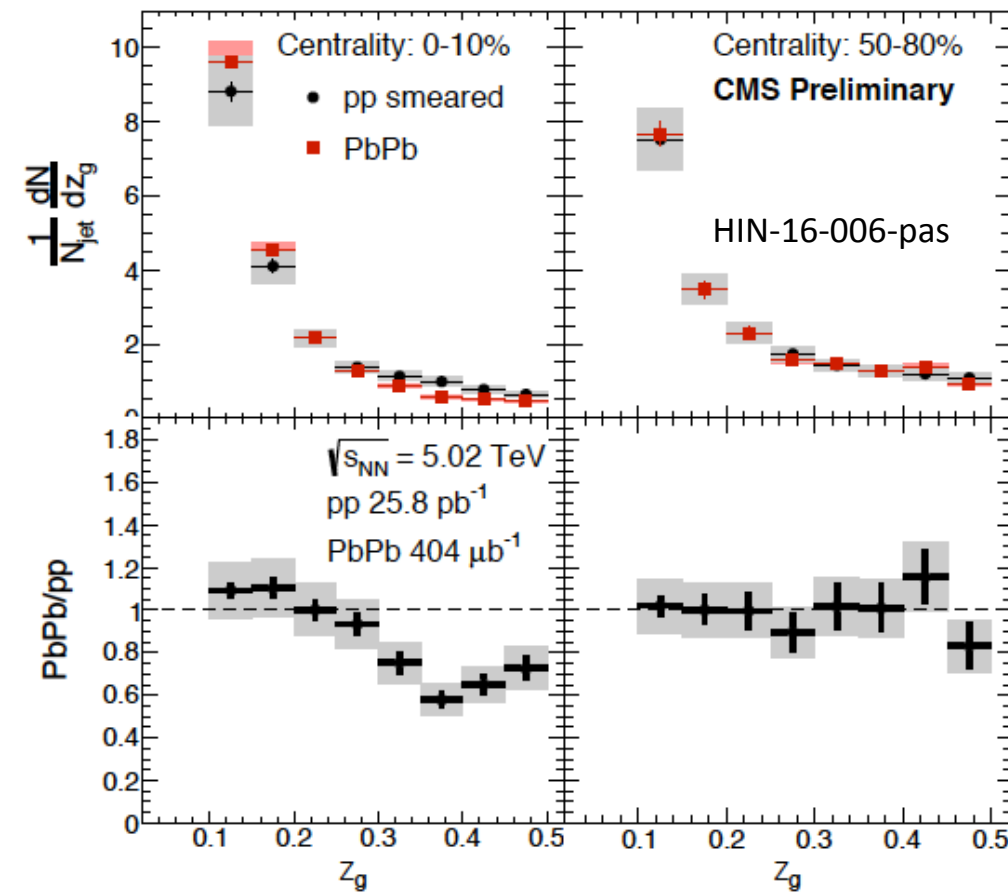 10
8
6
4
2
0
1/N_jet dN/dz_g
Centrality: 0-10%
pp smeared
PbPb
Centrality: 50-80%
CMS Preliminary
HIN-16-006-pas
1.8
1.6
1.4
1.2
1
0.8
0.6
0.4
0.2
0
PbPb/pp
√s_NN = 5.02 TeV
pp 25.8 pb⁻¹
PbPb 404 μb⁻¹
0.1 0.2 0.3 0.4 0.5
z_g
0.1 0.2 0.3 0.4 0.5
z_g